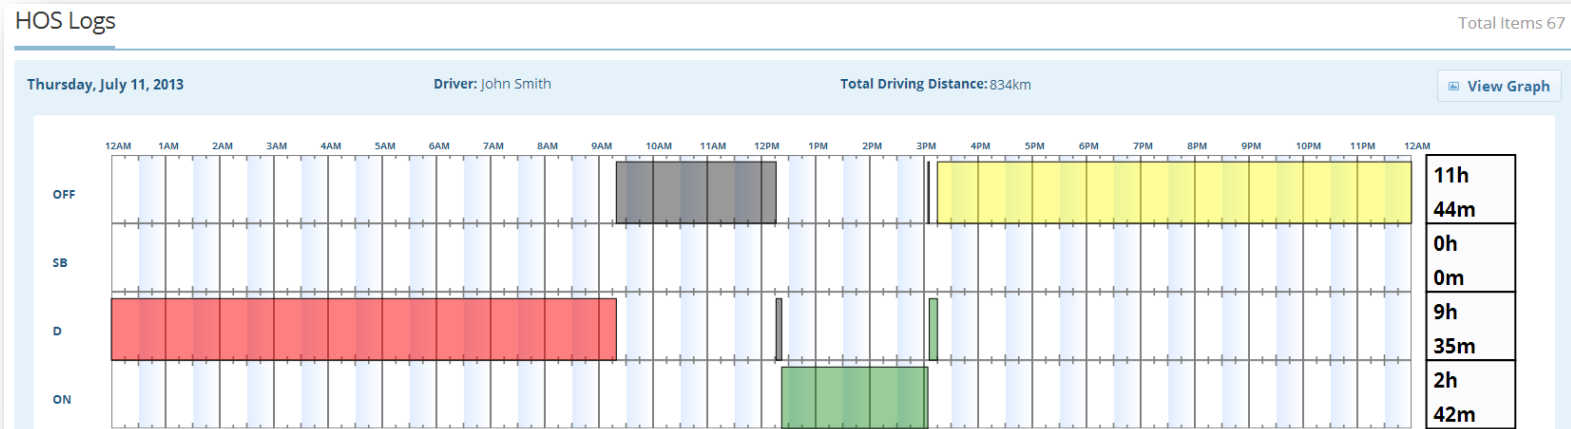 HOS Logs
Total Items 67
Thursday, July 11, 2013 Driver: John Smith Total Driving Distance: 834km View Graph
12AM 1AM 2AM 3AM 4AM 5AM 6AM 7AM 8AM 9AM 10AM 11AM 12PM 1PM 2PM 3PM 4PM 5PM 6PM 7PM 8PM 9PM 10PM 11PM 12AM
OFF
11h
44m
SB
0h
0m
D
9h
35m
ON
2h
42m